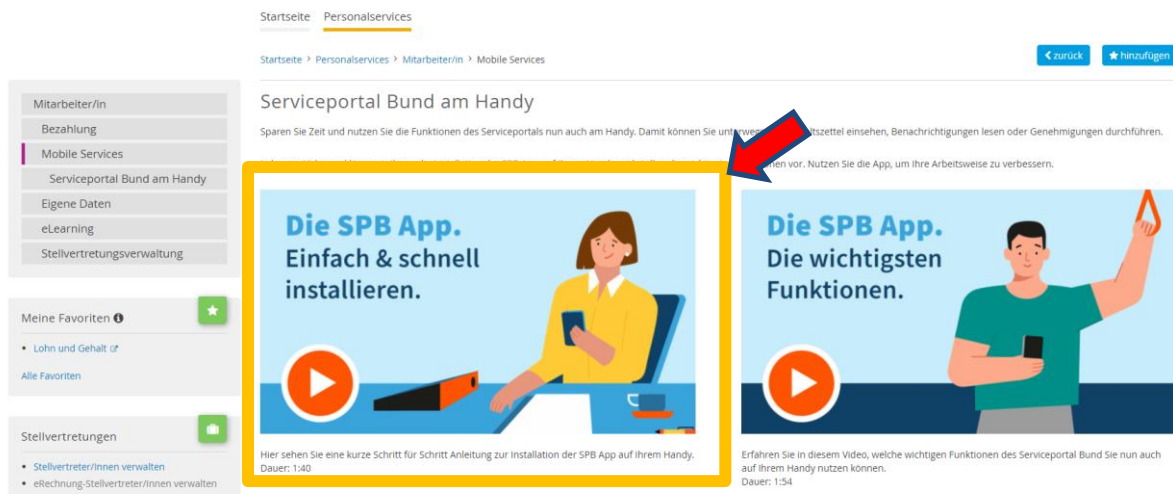 Startseite Personalservices
Startseite > Personalservices > Mitarbeiter/in > Mobile Services
zurück
hinzufügen
Mitarbeiter/in
Bezahlung
Mobile Services
Serviceportal Bund am Handy
Eigene Daten
eLearning
Stellvertretungsverwaltung
Meine Favoriten
Lohn und Gehalt
Alle Favoriten
Stellvertretungen
Stellvertreter/innen verwalten
eRechnung-Stellvertreter/innen verwalten
Serviceportal Bund am Handy
Sparen Sie Zeit und nutzen Sie die Funktionen des Serviceportals nun auch am Handy. Damit können Sie einsehen, Benachrichtigungen lesen oder Genehmigungen durchführen.
vor. Nutzen Sie die App, um Ihre Arbeitsweise zu verbessern.
Die SPB App.
Einfach & schnell
installieren.
Hier sehen Sie eine kurze Schritt für Schritt Anleitung zur Installation der SPB App auf Ihrem Handy.
Dauer: 1:40
Die SPB App.
Die wichtigsten
Funktionen.
Erfahren Sie in diesem Video, welche wichtigen Funktionen des Serviceportal Bund Sie nun auch
auf Ihrem Handy nutzen können.
Dauer: 1:54